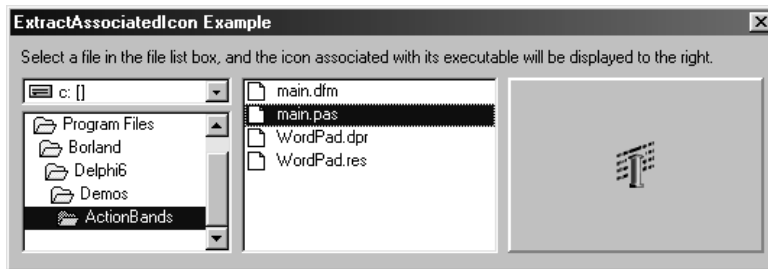 ExtractAssociatedIcon Example
Select a file in the file list box, and the icon associated with its executable will be displayed to the right.
c: []
Program Files
Borland
Delphi6
Demos
ActionBands
main.dfm
main.pas
WordPad.dpr
WordPad.res